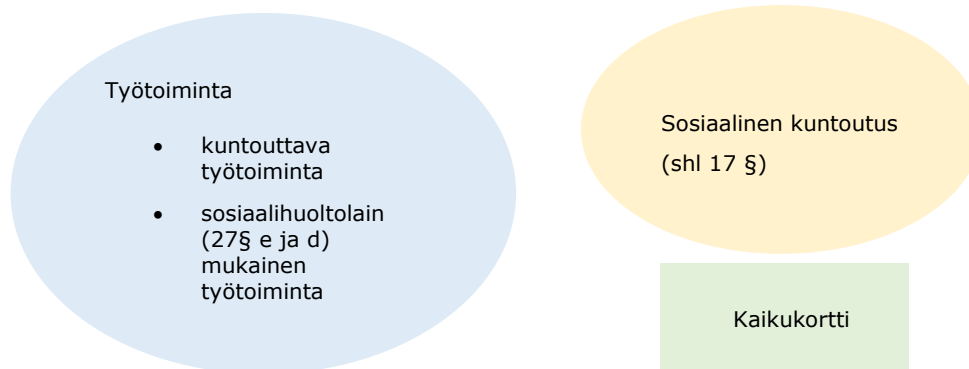 Työtoiminta
• kuntouttava
työtoiminta
• sosiaalihuoltolain
(27§ e ja d)
mukainen
työtoiminta
Sosiaalinen kuntoutus
(shl 17 §)
Kaikukortti